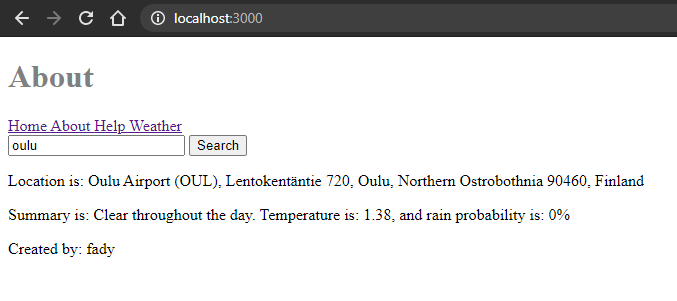 localhost:3000
About
Home About Help Weather
oulu Search
Location is: Oulu Airport (OUL), Lentokentäntie 720, Oulu, Northern Ostrobothnia 90460, Finland
Summary is: Clear throughout the day. Temperature is: 1.38, and rain probability is: 0%
Created by: fady